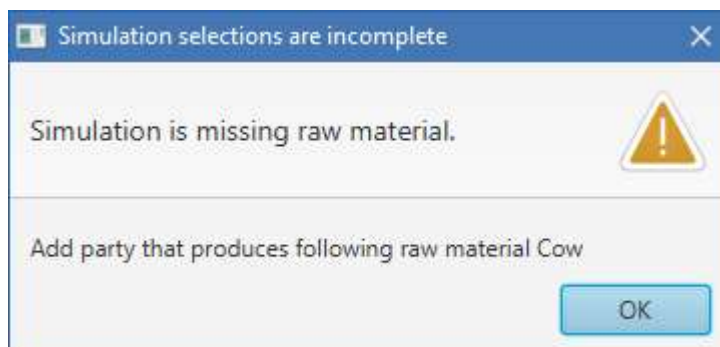 Simulation selections are incomplete
Simulation is missing raw material.
Add party that produces following raw material Cow
OK